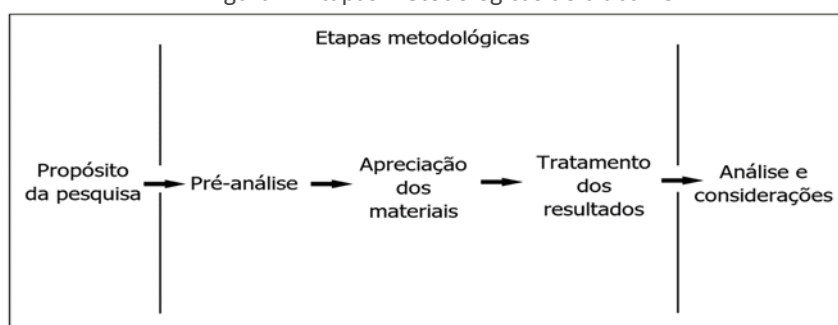 Etapas metodológicas
Propósito
da pesquisa
Pré-análise
Apreciação
dos
materiais
Tratamento
dos
resultados
Análise e
considerações